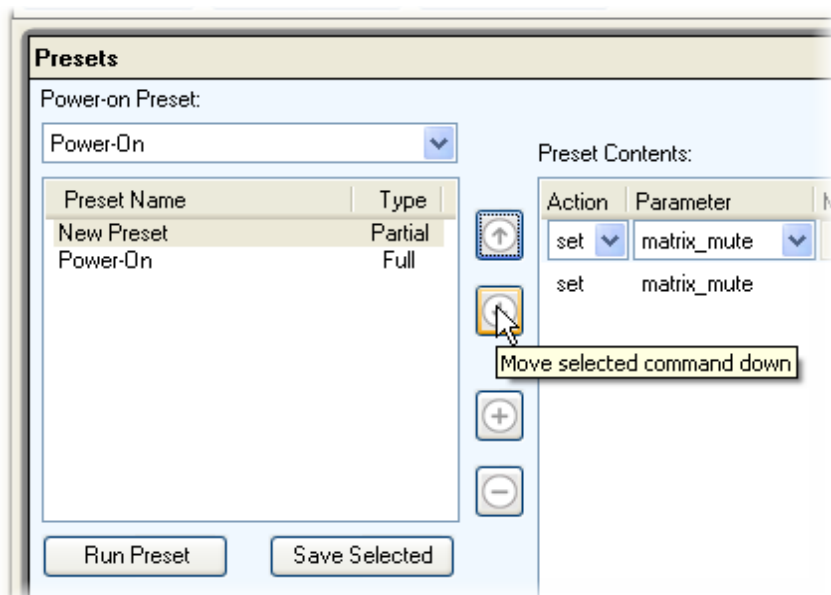 Presets
Power-on Preset:
Power-On
Preset Name Type
New Preset Partial
Power-On Full
Run Preset Save Selected
Move selected command down
Preset Contents:
Action Parameter
set matrix_mute
set matrix_mute